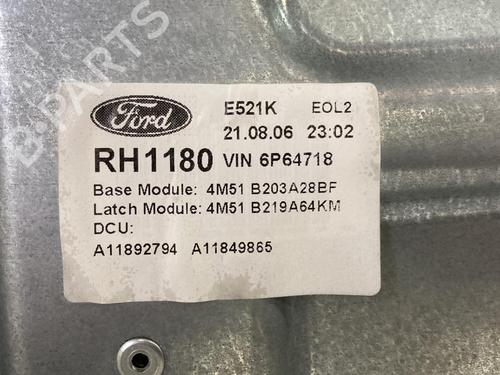 B-PARTS
Ford
E521K EOL2
21.08.06 23:02
RH1180 VIN 6P64718
Base Module: 4M51 B203A28BF
Latch Module: 4M51 B219A64KM
DCU:
A11892794 A11849865